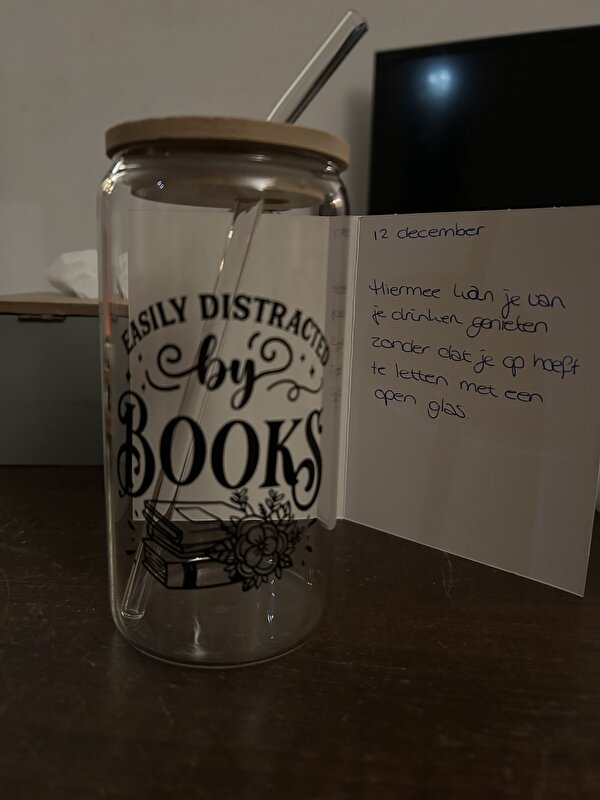 EASILY DISTRACTED
by
BOOKS
12 december
Hiermee kan je van
je drinken genieten
zonder dat je op hoeft
te letten met een
open glas.